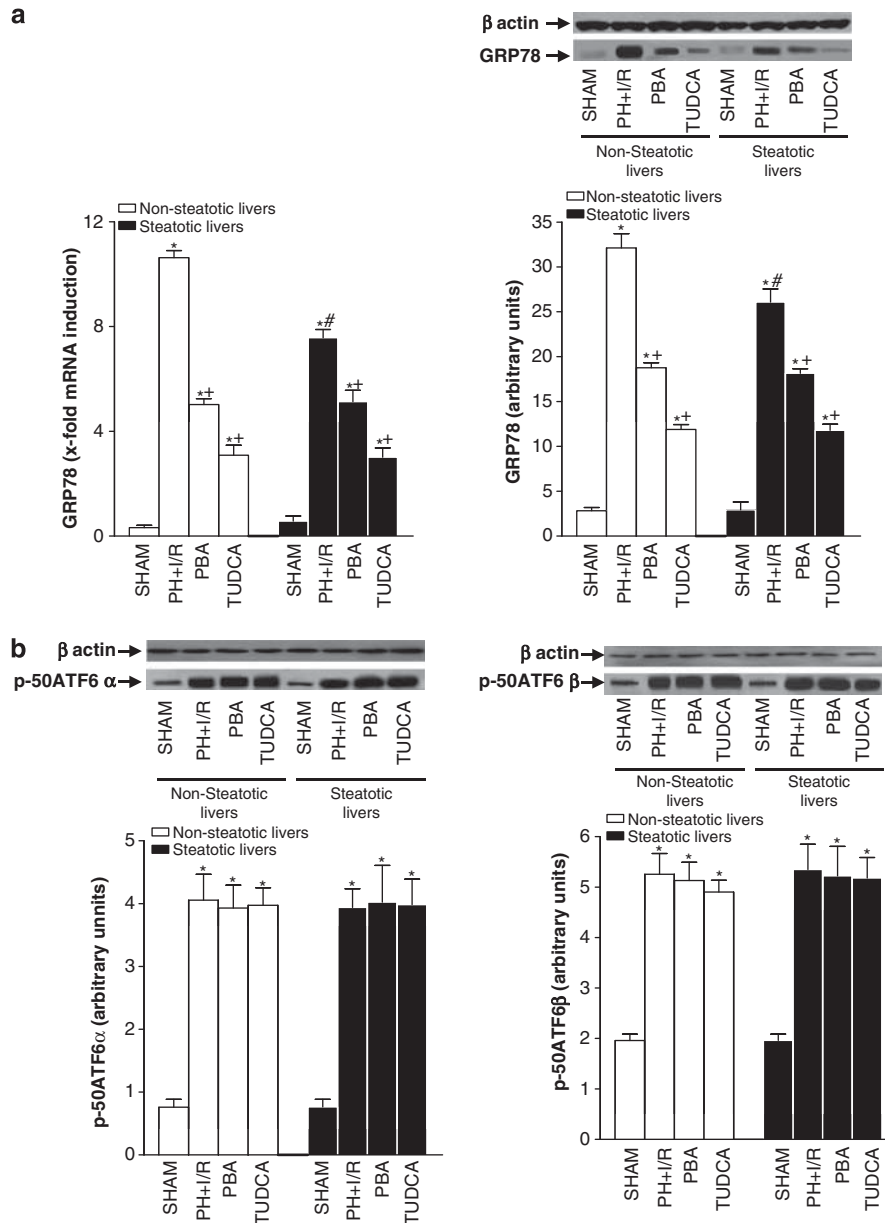 a
β actin
GRP78
SHAM PH+I/R PBA TUDCA SHAM PH+I/R PBA TUDCA
Non-Steatotic livers Steatotic livers
Non-steatotic livers
Steatotic livers
GRP78 (x-fold mRNA induction)
12
8
4
0
*
*+
*+
*#
*+
*+
SHAM PH+I/R PBA TUDCA SHAM PH+I/R PBA TUDCA
Non-steatotic livers
Steatotic livers
GRP78 (arbitrary units)
35
30
25
20
15
10
5
0
*
*+
*+
*#
*+
*+
SHAM PH+I/R PBA TUDCA SHAM PH+I/R PBA TUDCA
b
β actin
p-50ATF6 α
SHAM PH+I/R PBA TUDCA SHAM PH+I/R PBA TUDCA
Non-Steatotic livers Steatotic livers
Non-steatotic livers
Steatotic livers
p-50ATF6α (arbitrary unnits)
5
4
3
2
1
0
* * * * * *
SHAM PH+I/R PBA TUDCA SHAM PH+I/R PBA TUDCA
β actin
p-50ATF6 β
SHAM PH+I/R PBA TUDCA SHAM PH+I/R PBA TUDCA
Non-Steatotic livers Steatotic livers
Non-steatotic livers
Steatotic livers
p-50ATF6β (arbitrary units)
6
5
4
3
2
1
0
* * * * * *
SHAM PH+I/R PBA TUDCA SHAM PH+I/R PBA TUDCA